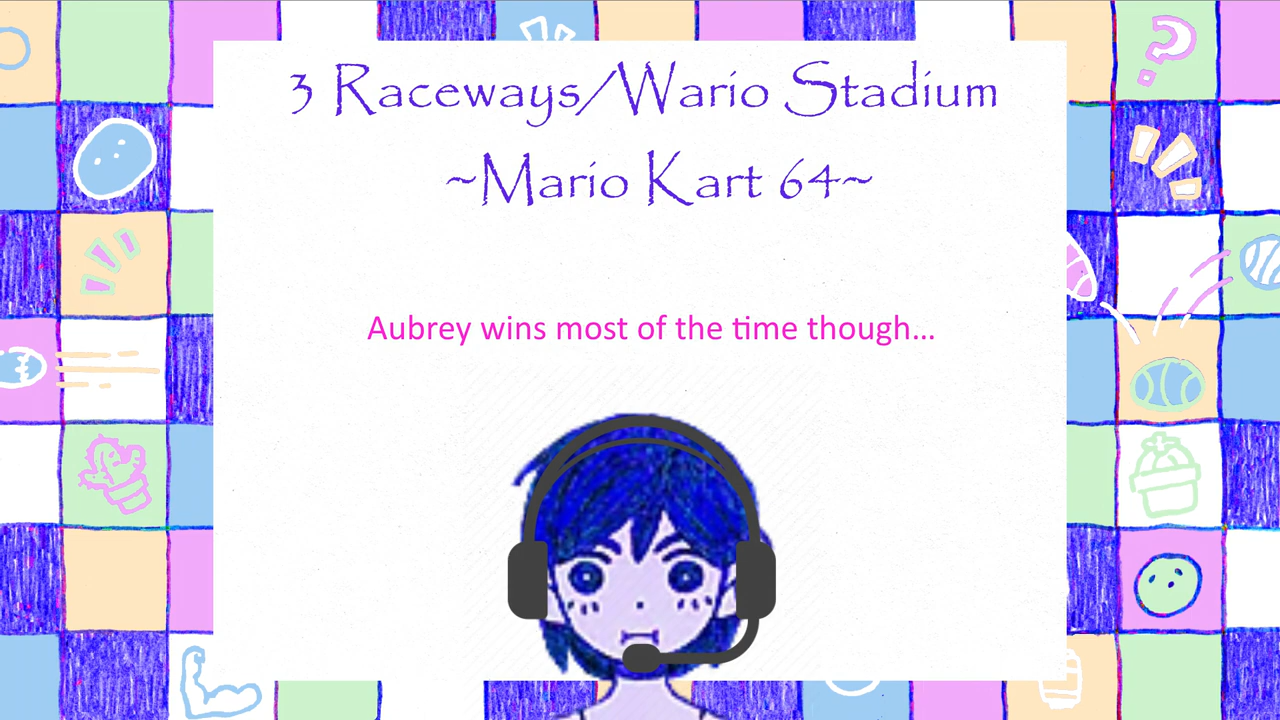 3 Raceways/Wario Stadium
~Mario Kart 64~
Aubrey wins most of the time though...